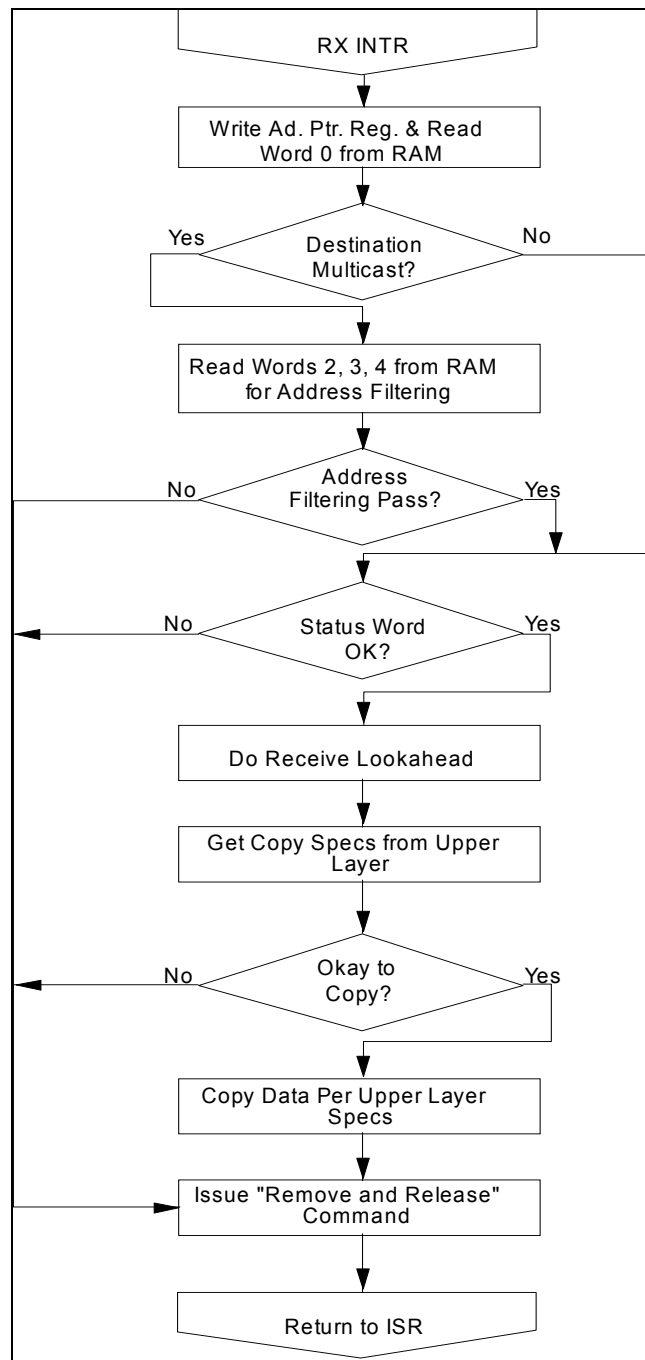 RX INTR
Write Ad. Ptr. Reg. & Read
Word 0 from RAM
Yes
No
Destination
Multicast?
Read Words 2, 3, 4 from RAM
for Address Filtering
No
Address
Filtering Pass?
Yes
No
Status Word
OK?
Yes
Do Receive Lookahead
Get Copy Specs from Upper
Layer
No
Okay to
Copy?
Yes
Copy Data Per Upper Layer
Specs
Issue "Remove and Release"
Command
Return to ISR